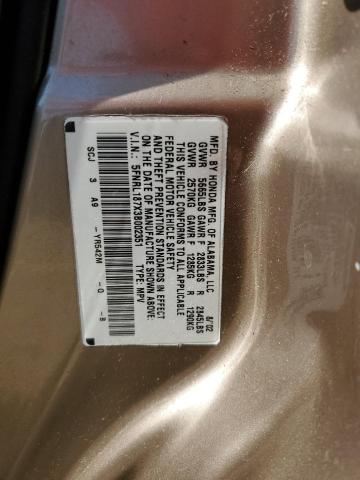 MFD. BY HONDA MFG. OF ALABAMA, LLC 8/02
GVWR 5665LBS GAWR F 2833LBS R 2845LBS
GVWR 2570KG GAWR F 1285KG R 1290KG
THIS VEHICLE CONFORMS TO ALL APPLICABLE
FEDERAL MOTOR VEHICLE SAFETY
AND THEFT PREVENTION STANDARDS IN EFFECT
ON THE DATE OF MANUFACTURE SHOWN ABOVE.
V.I.N.: 5FNRL187X3B002351 TYPE: MPV
SCJ 3 A9 -YR542M -O -B